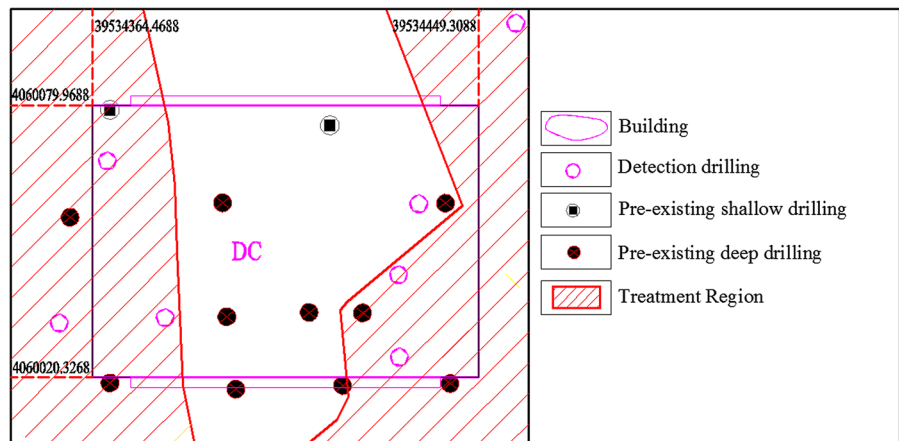 39534364.4688
39534449.3088
4060079.9688
DC
4060020.3268
Building
Detection drilling
Pre-existing shallow drilling
Pre-existing deep drilling
Treatment Region